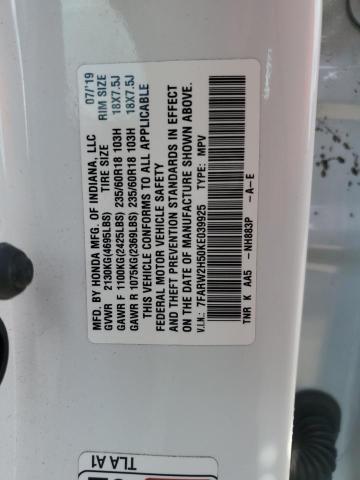 MFD. BY HONDA MFG. OF INDIANA, LLC 07/'19
GVWR 2130KG(4695LBS) TIRE SIZE RIM SIZE
GAWR F 1100KG(2425LBS) 235/60R18 103H 18X7.5J
GAWR R 1075KG(2369LBS) 235/60R18 103H 18X7.5J
THIS VEHICLE CONFORMS TO ALL APPLICABLE
FEDERAL MOTOR VEHICLE SAFETY
AND THEFT PREVENTION STANDARDS IN EFFECT
ON THE DATE OF MANUFACTURE SHOWN ABOVE.
V.I.N.: 7FARW2H50KE039925 TYPE: MPV
TNR K AA5 -NH883P -A-E
TLA A1